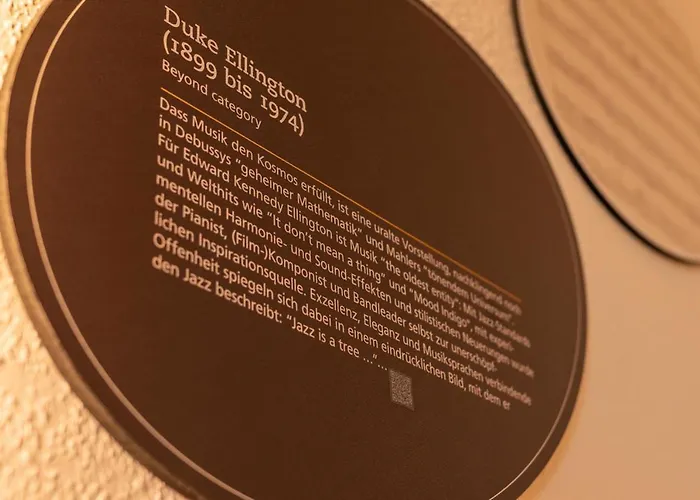 Duke Ellington
(1899 bis 1974)
Beyond category
Dass Musik den Kosmos erfüllt, ist eine uralte Vorstellung, nachklingend noch
in Debussys "geheimer Mathematik" und Mahlers "tönendem Universum".
Für Edward Kennedy Ellington ist Musik "the oldest entity": Mit Jazz-Standards
und Welthits wie "It don't mean a thing" und "Mood Indigo", mit experi-
mentellen Harmonie- und Sound-Effekten und stilistischen Neuerungen wurde
der Pianist, (Film-)Komponist und Bandleader selbst zur unerschöpf-
lichen Inspirationsquelle. Exzellenz, Eleganz und Musiksprachen verbindende
Offenheit spiegeln sich dabei in einem eindrücklichen Bild, mit dem er
den Jazz beschreibt: "Jazz is a tree ..."...